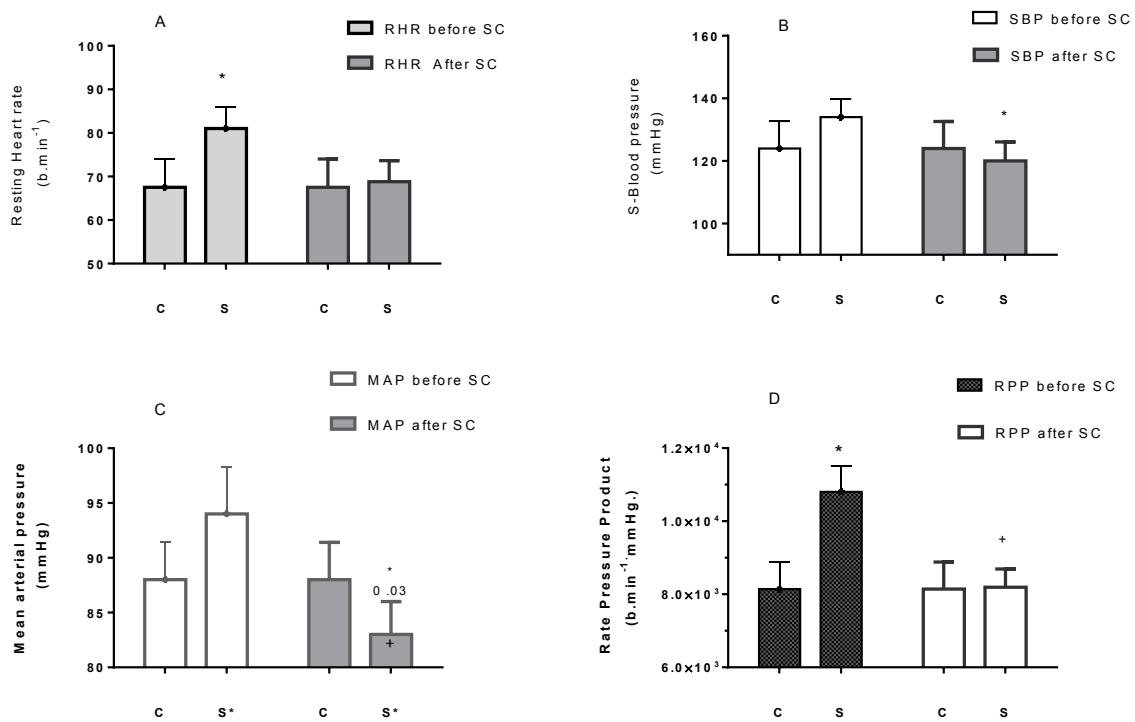 A
RHR before SC
RHR After SC
Resting Heart rate
(b.min⁻¹)
100
90
80
70
60
50
*
C
S
C
S
B
SBP before SC
SBP after SC
S-Blood pressure
(mmHg)
160
140
120
100
*
C
S
C
S
C
MAP before SC
MAP after SC
Mean arterial pressure
(mmHg)
100
95
90
85
80
*
0.03
+
C
S*
C
S*
D
RPP before SC
RPP after SC
Rate Pressure Product
(b.min⁻¹·mmHg.)
1.2×10⁴
1.0×10⁴
8.0×10³
6.0×10³
*
+
C
S
C
S